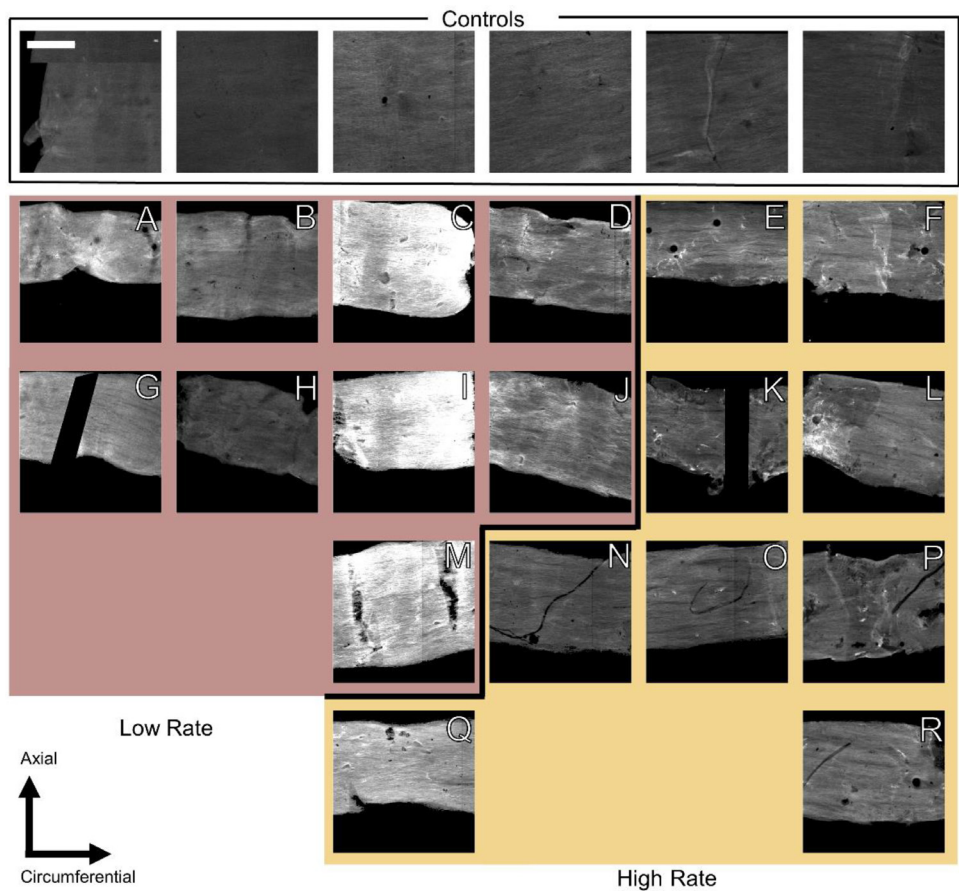 Controls
A B C D E F
G H I J K L
M N O P
Low Rate
Q R
Axial
Circumferential
High Rate